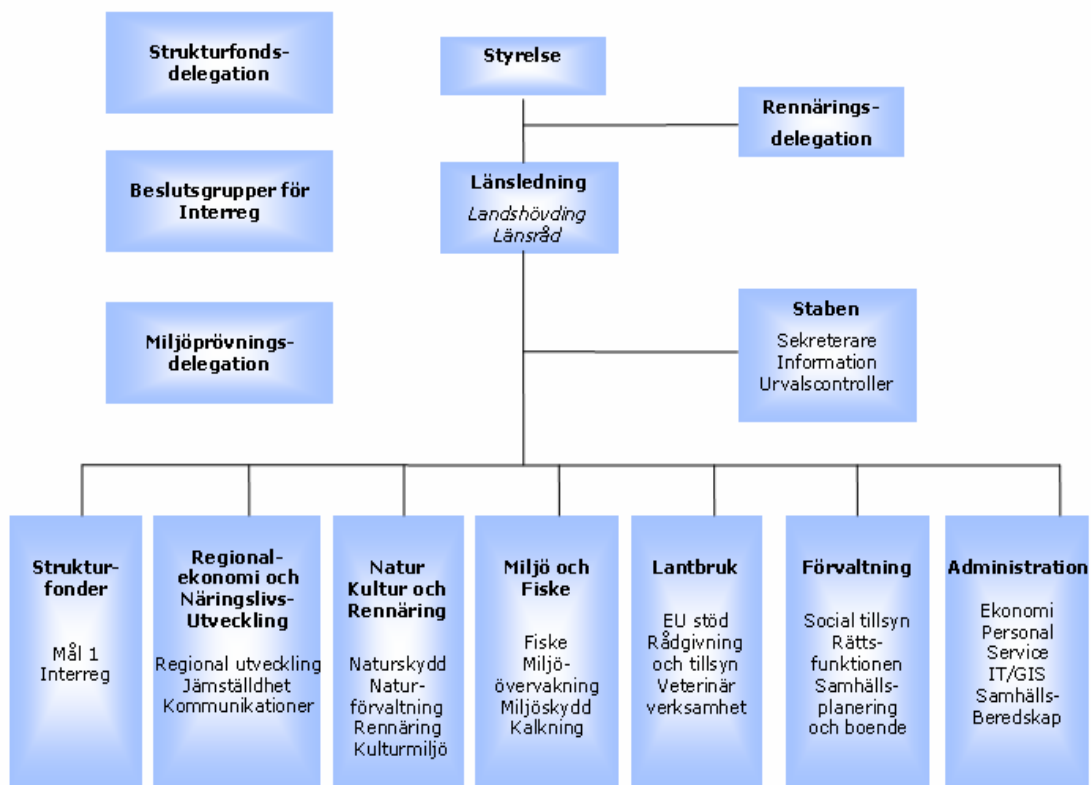 Strukturfonds-
delegation
Styrelse
Rennärings-
delegation
Beslutsgrupper för
Interreg
Länsledning
Landshövding
Länsråd
Miljöprövnings-
delegation
Staben
Sekreterare
Information
Urvalscontroller
Struktur-
fonder
Mål 1
Interreg
Regional-
ekonomi och
Näringslivs-
Utveckling
Regional utveckling
Jämställdhet
Kommunikationer
Natur
Kultur och
Rennäring
Naturskydd
Natur-
förvaltning
Rennäring
Kulturmiljö
Miljö och
Fiske
Fiske
Miljö-
övervakning
Miljöskydd
Kalkning
Lantbruk
EU stöd
Rådgivning
och tillsyn
Veterinär
verksamhet
Förvaltning
Social tillsyn
Rätts-
funktionen
Samhälls-
planering
och boende
Administration
Ekonomi
Personal
Service
IT/GIS
Samhälls-
Beredskap